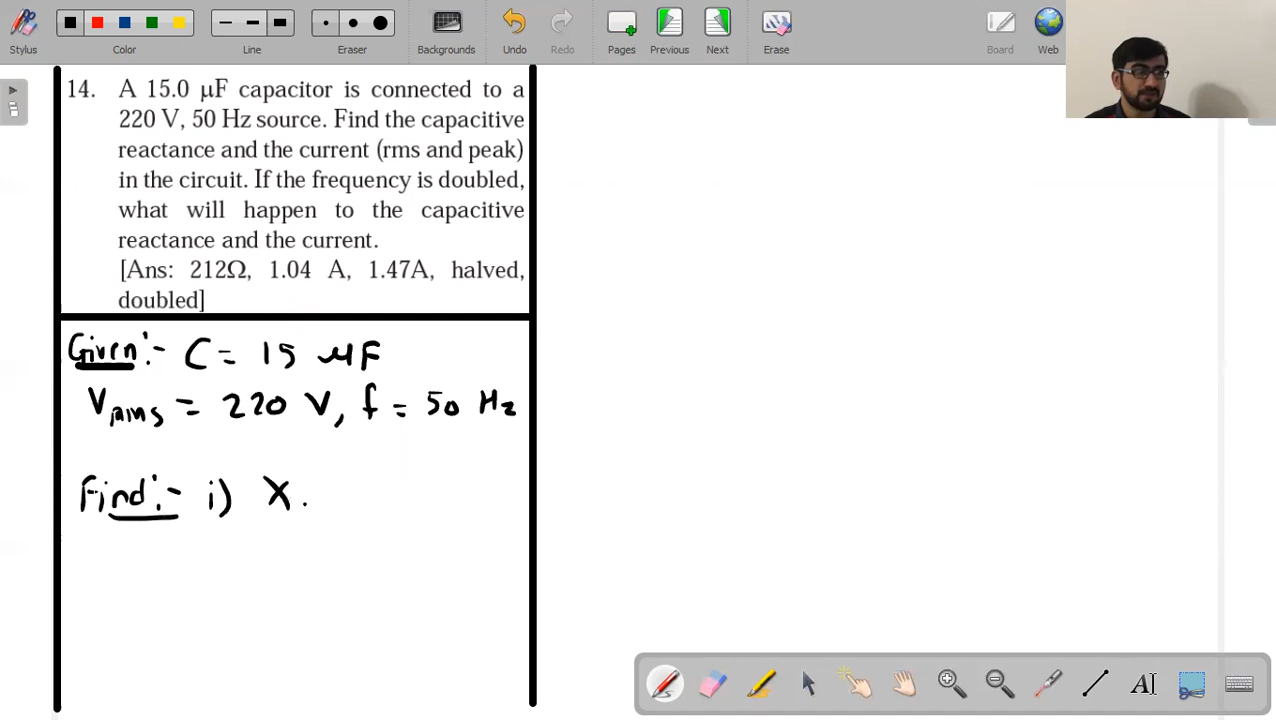 Stylus
Color
Line
Eraser
Backgrounds
Undo
Redo
Pages
Previous
Next
Erase
Board
Web
14. A 15.0 µF capacitor is connected to a
220 V, 50 Hz source. Find the capacitive
reactance and the current (rms and peak)
in the circuit. If the frequency is doubled,
what will happen to the capacitive
reactance and the current.
[Ans: 212Ω, 1.04 A, 1.47A, halved,
doubled]
Given:- C = 15 µF
Vrms = 220 V, f = 50 Hz
Find:- i) X